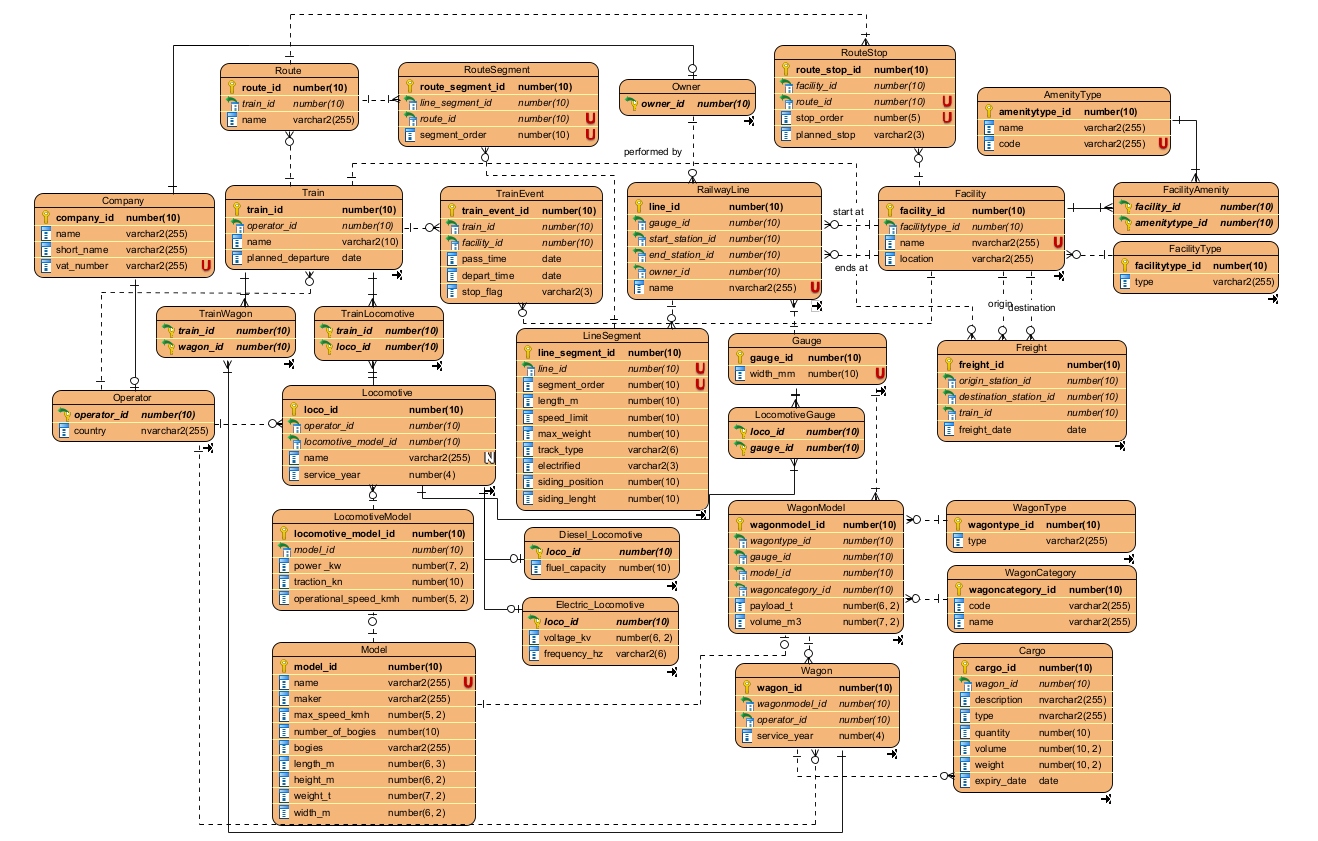 Route
route_id number(10)
train_id number(10)
name varchar2(255)
RouteSegment
route_segment_id number(10)
line_segment_id number(10)
route_id number(10) U
segment_order number(10) U
Owner
owner_id number(10)
RouteStop
route_stop_id number(10)
facility_id number(10)
route_id number(10) U
stop_order number(5) U
planned_stop varchar2(3)
AmenityType
amenitytype_id number(10)
name varchar2(255)
code varchar2(255) U
performed by
Company
company_id number(10)
name varchar2(255)
short_name varchar2(255)
vat_number varchar2(255) U
Train
train_id number(10)
operator_id number(10)
name varchar2(10)
planned_departure date
TrainEvent
train_event_id number(10)
train_id number(10)
facility_id number(10)
pass_time date
depart_time date
stop_flag varchar2(3)
RailwayLine
line_id number(10)
gauge_id number(10)
start_station_id number(10)
end_station_id number(10)
owner_id number(10)
name nvarchar2(255) U
start at
ends at
Facility
facility_id number(10)
facilitytype_id number(10)
name nvarchar2(255) U
location nvarchar2(255)
FacilityAmenity
facility_id number(10)
amenitytype_id number(10)
FacilityType
facilitytype_id number(10)
type varchar2(255)
origin
destination
TrainWagon
train_id number(10)
wagon_id number(10)
TrainLocomotive
train_id number(10)
loco_id number(10)
LineSegment
line_segment_id number(10)
line_id number(10) U
segment_order number(10) U
length_m number(10)
speed_limit number(10)
max_weight number(10)
track_type varchar2(6)
electrified varchar2(3)
siding_position number(10)
siding_lenght number(10)
Gauge
gauge_id number(10)
width_mm number(10) U
Freight
freight_id number(10)
origin_station_id number(10)
destination_station_id number(10)
train_id number(10)
freight_date date
Operator
operator_id number(10)
country nvarchar2(255)
Locomotive
loco_id number(10)
operator_id number(10)
locomotive_model_id number(10)
name varchar2(255) N
service_year number(4)
LocomotiveGauge
loco_id number(10)
gauge_id number(10)
LocomotiveModel
locomotive_model_id number(10)
model_id number(10)
power_kw number(7, 2)
traction_kn number(10)
operational_speed_kmh number(5, 2)
Diesel_Locomotive
loco_id number(10)
fluel_capacity number(10)
Electric_Locomotive
loco_id number(10)
voltage_kv number(6, 2)
frequency_hz varchar2(6)
WagonModel
wagonmodel_id number(10)
wagontype_id number(10)
gauge_id number(10)
model_id number(10)
wagoncategory_id number(10)
payload_t number(6, 2)
volume_m3 number(7, 2)
WagonType
wagontype_id number(10)
type varchar2(255)
WagonCategory
wagoncategory_id number(10)
code varchar2(255)
name varchar2(255)
Model
model_id number(10)
name varchar2(255) U
maker varchar2(255)
max_speed_kmh number(5, 2)
number_of_bogies number(10)
bogies varchar2(255)
length_m number(6, 3)
height_m number(6, 2)
weight_t number(7, 2)
width_m number(6, 2)
Wagon
wagon_id number(10)
wagonmodel_id number(10)
operator_id number(10)
service_year number(4)
Cargo
cargo_id number(10)
wagon_id number(10)
description nvarchar2(255)
type nvarchar2(255)
quantity number(10)
volume number(10, 2)
weight number(10, 2)
expiry_date date